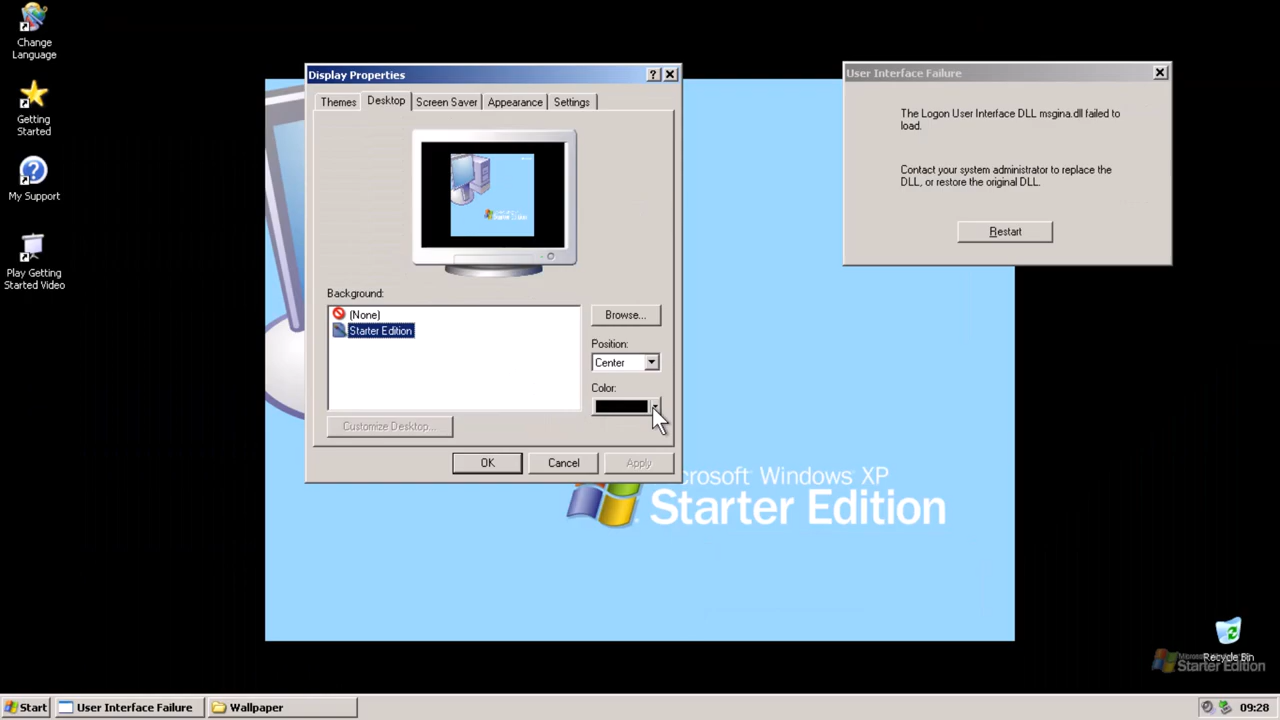 Change
Language
Getting
Started
My Support
Play Getting
Started Video
Display Properties
?
Themes
Desktop
Screen Saver
Appearance
Settings
Background:
(None)
Starter Edition
Browse...
Position:
Center
Color:
Customize Desktop...
OK
Cancel
Apply
User Interface Failure
The Logon User Interface DLL msgina.dll failed to
load.
Contact your system administrator to replace the
DLL, or restore the original DLL.
Restart
crosoft Windows XP
Starter Edition
Recycle Bin
Starter Edition
Start
User Interface Failure
Wallpaper
09:28